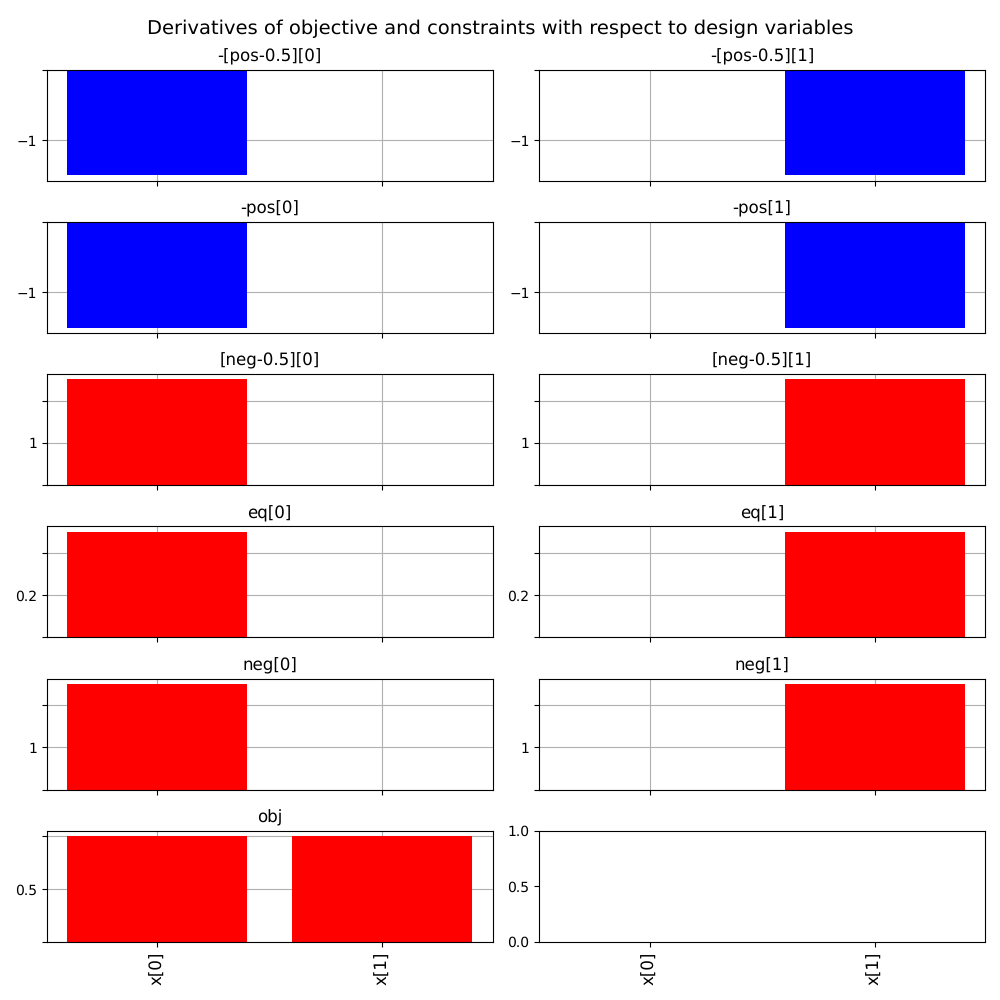 Derivatives of objective and constraints with respect to design variables
-[pos-0.5][0]
-[pos-0.5][1]
−1
−1
-pos[0]
-pos[1]
−1
−1
[neg-0.5][0]
[neg-0.5][1]
1
1
eq[0]
eq[1]
0.2
0.2
neg[0]
neg[1]
1
1
obj
1.0
0.5
0.5
0.0
x[0]
x[1]
x[0]
x[1]